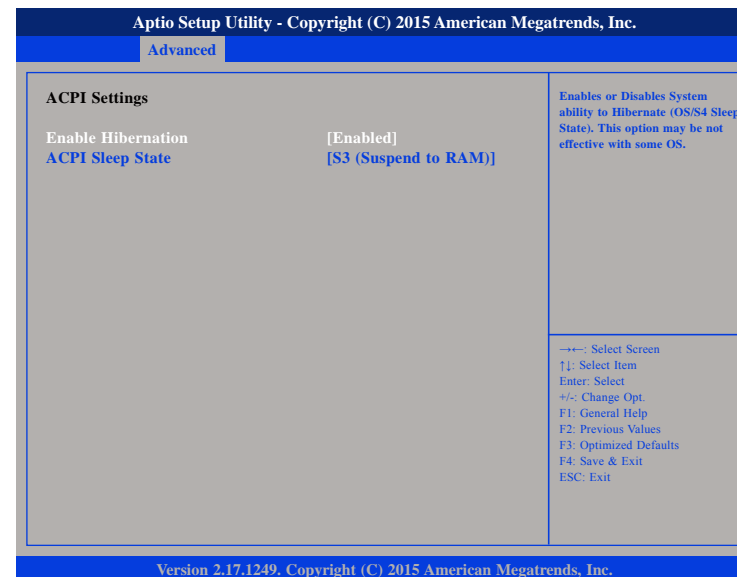 Aptio Setup Utility - Copyright (C) 2015 American Megatrends, Inc.
Advanced
ACPI Settings
Enable Hibernation [Enabled]
ACPI Sleep State [S3 (Suspend to RAM)]
Enables or Disables System
ability to Hibernate (OS/S4 Sleep
State). This option may be not
effective with some OS.
→←: Select Screen
↑↓: Select Item
Enter: Select
+/-: Change Opt.
F1: General Help
F2: Previous Values
F3: Optimized Defaults
F4: Save & Exit
ESC: Exit
Version 2.17.1249. Copyright (C) 2015 American Megatrends, Inc.